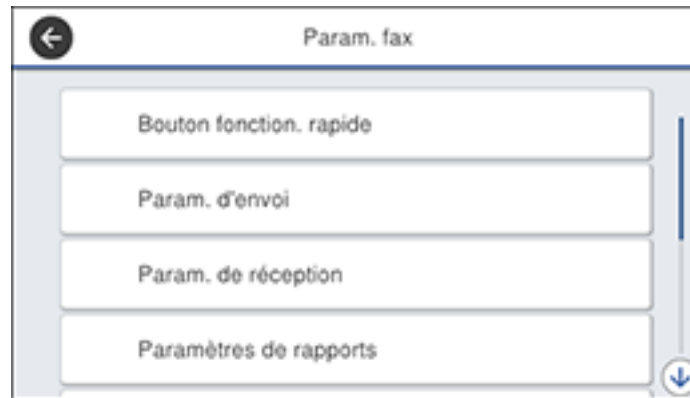 Param. fax
Bouton fonction. rapide
Param. d'envoi
Param. de réception
Paramètres de rapports